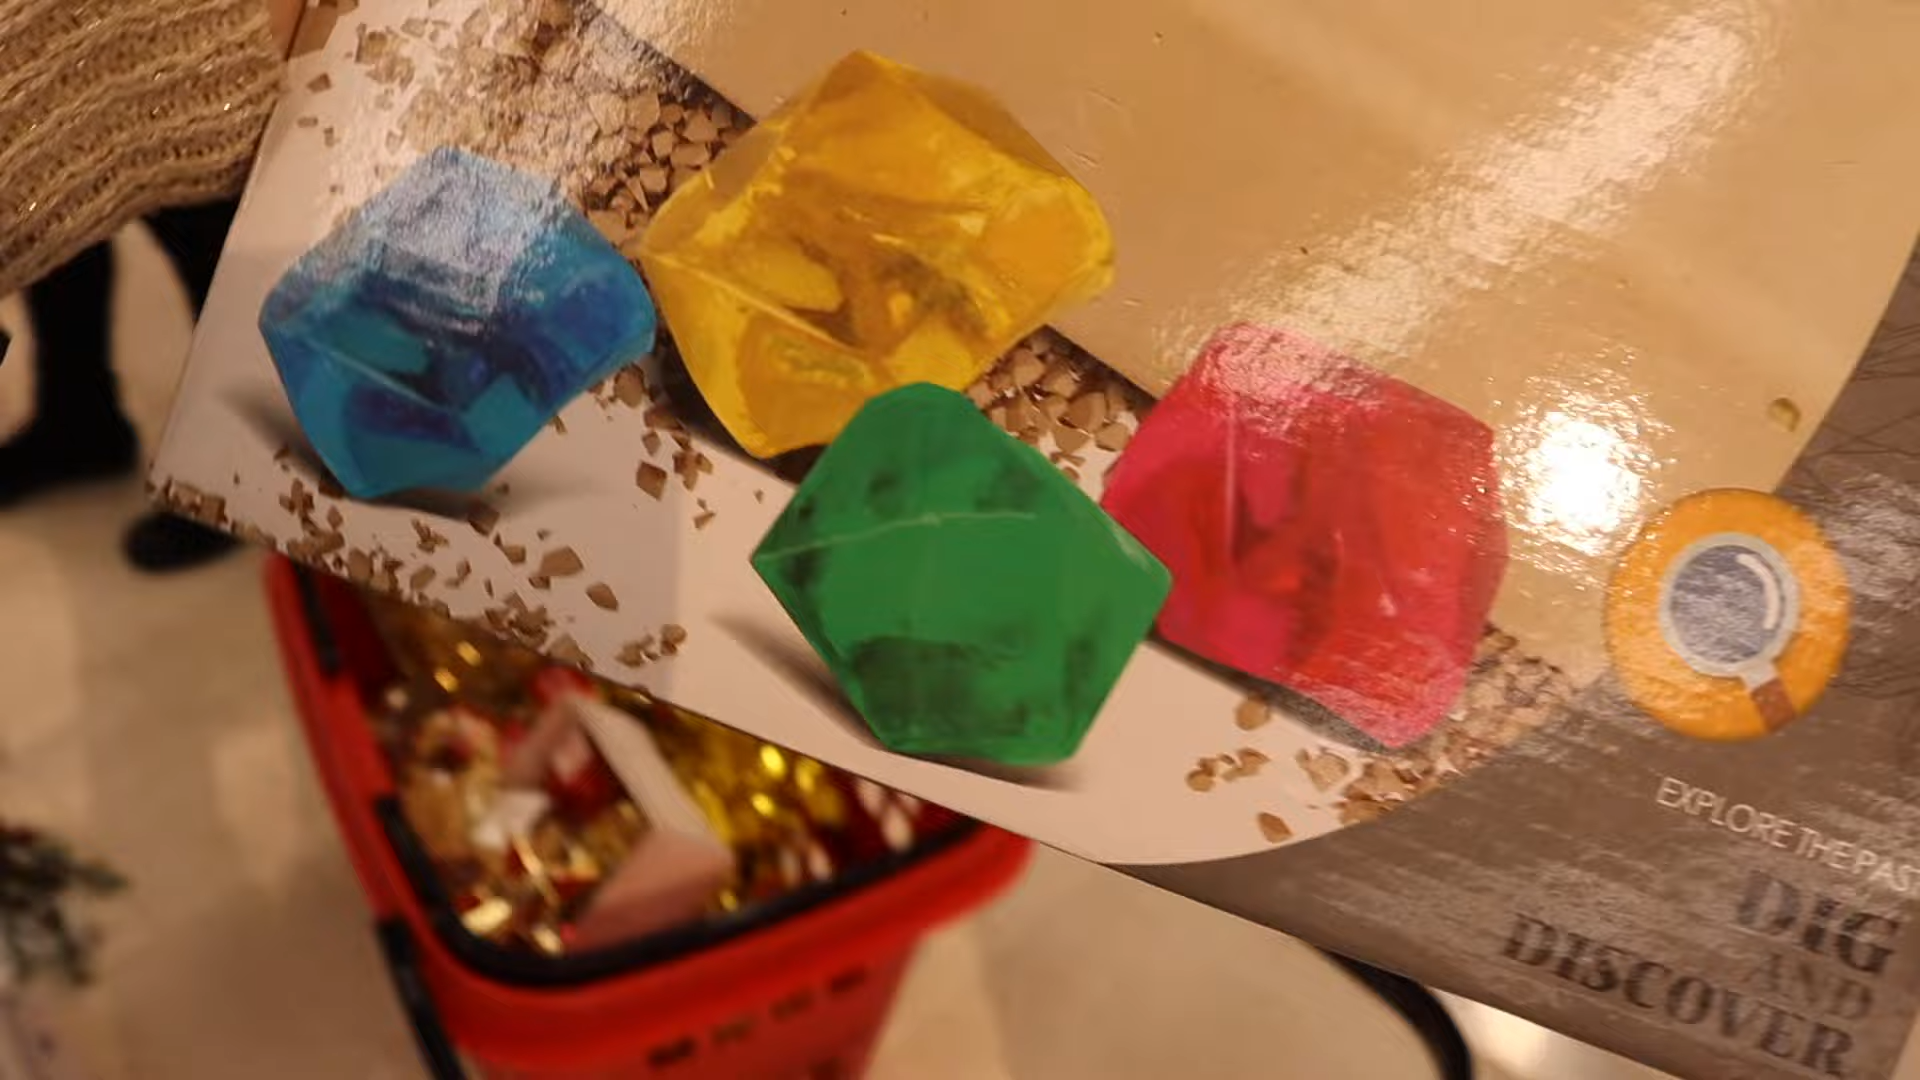 EXPLORE THE PAST
DIG
AND
DISCOVER